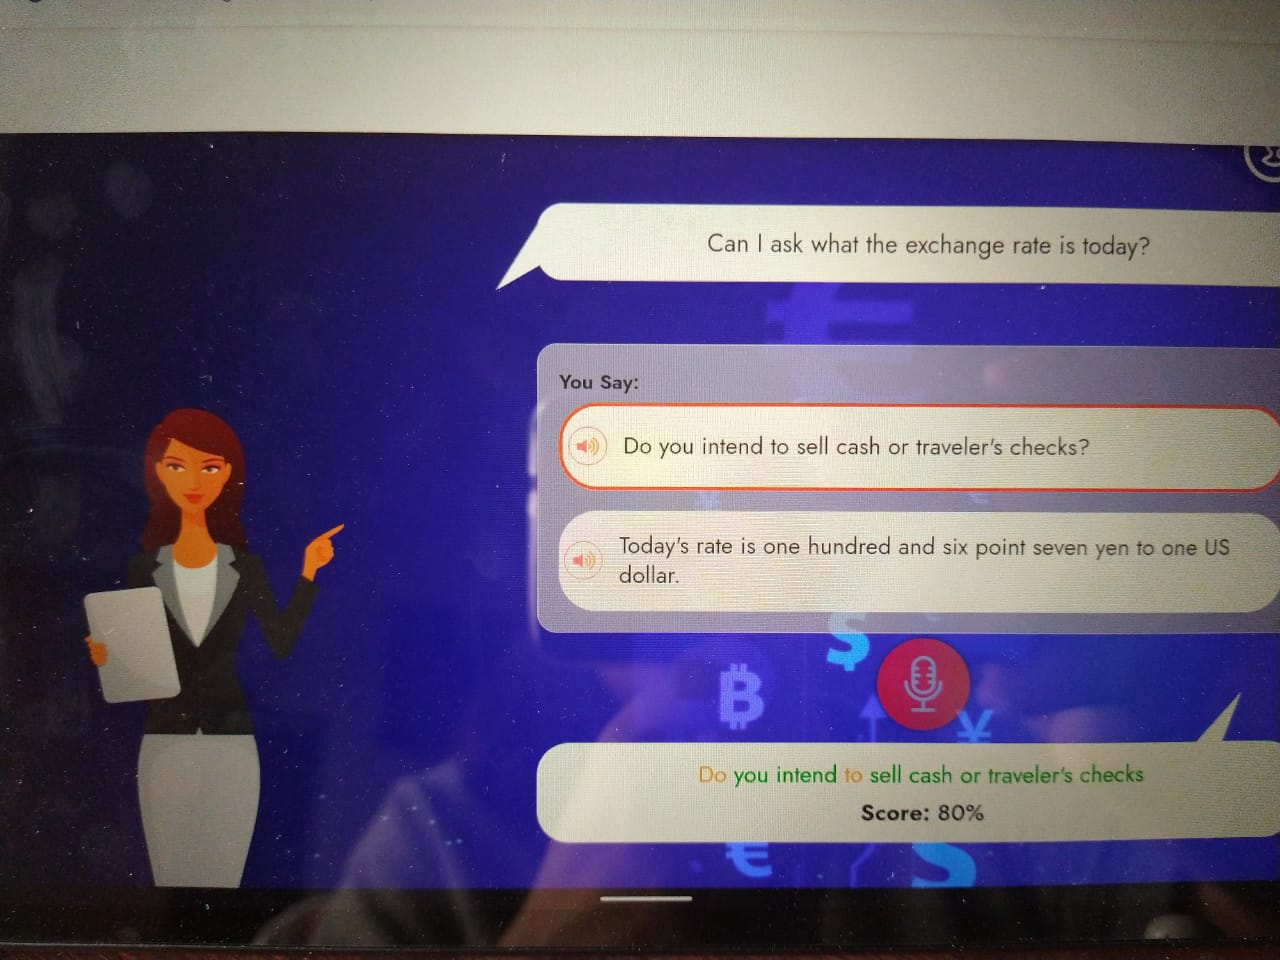 Can I ask what the exchange rate is today?
You Say:
Do you intend to sell cash or traveler's checks?
Today's rate is one hundred and six point seven yen to one US
dollar.
Do you intend to sell cash or traveler's checks
Score: 80%